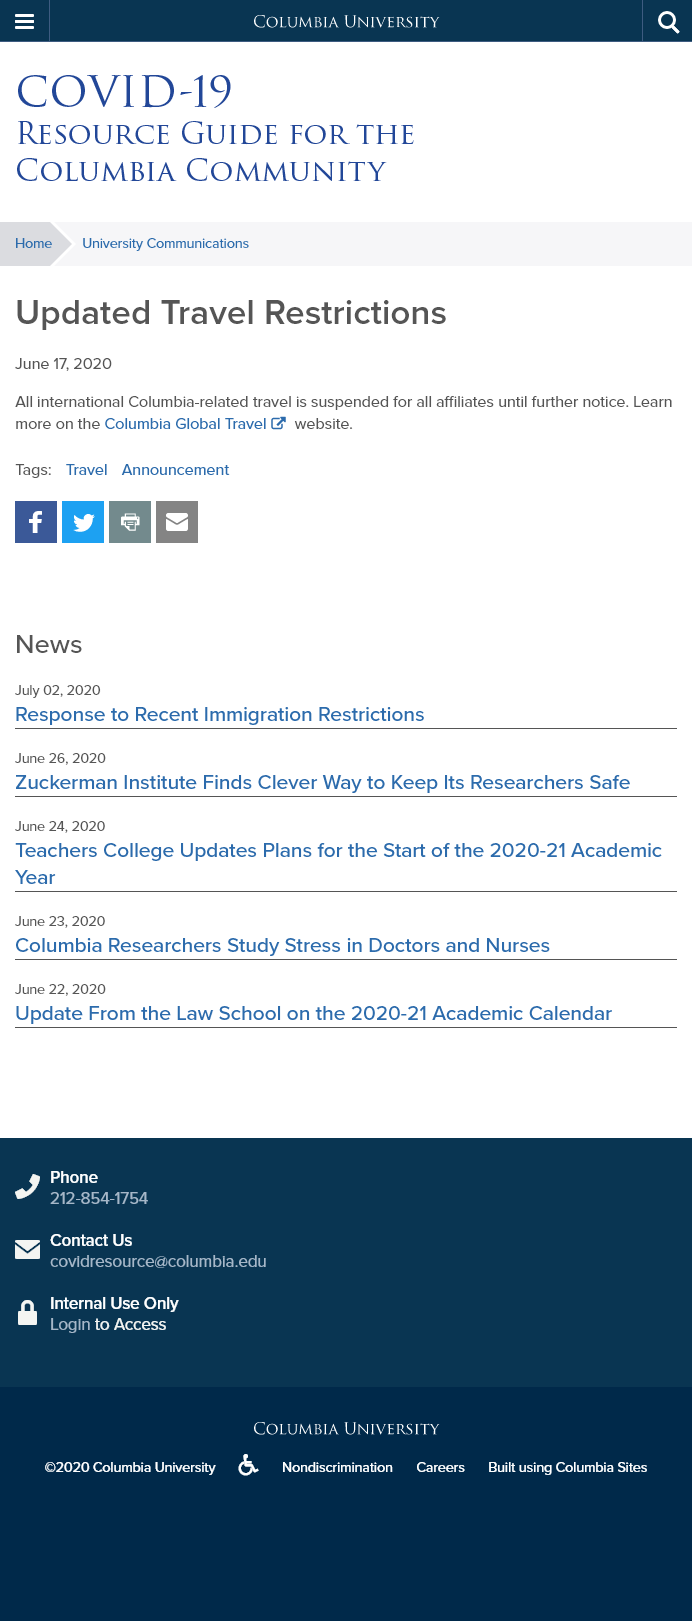 Columbia University
COVID-19
Resource Guide for the
Columbia Community
Home University Communications
Updated Travel Restrictions
June 17, 2020
All international Columbia-related travel is suspended for all affiliates until further notice. Learn
more on the Columbia Global Travel website.
Tags: Travel Announcement
News
July 02, 2020
Response to Recent Immigration Restrictions
June 26, 2020
Zuckerman Institute Finds Clever Way to Keep Its Researchers Safe
June 24, 2020
Teachers College Updates Plans for the Start of the 2020-21 Academic
Year
June 23, 2020
Columbia Researchers Study Stress in Doctors and Nurses
June 22, 2020
Update From the Law School on the 2020-21 Academic Calendar
Phone
212-854-1754
Contact Us
covidresource@columbia.edu
Internal Use Only
Login to Access
Columbia University
©2020 Columbia University Nondiscrimination Careers Built using Columbia Sites